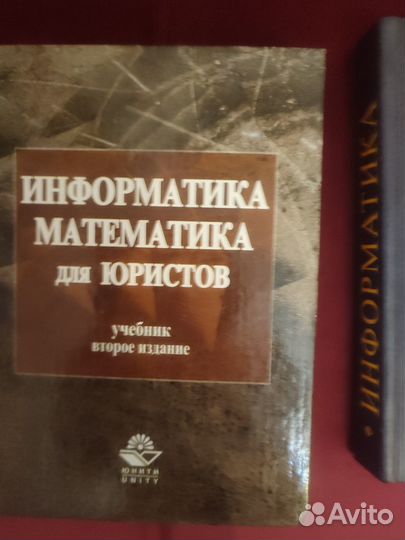 ИНФОРМАТИКА
МАТЕМАТИКА
для ЮРИСТОВ
учебник
второе издание
ЮНИТИ
UNITY
ИНФОРМАТИКА
Avito